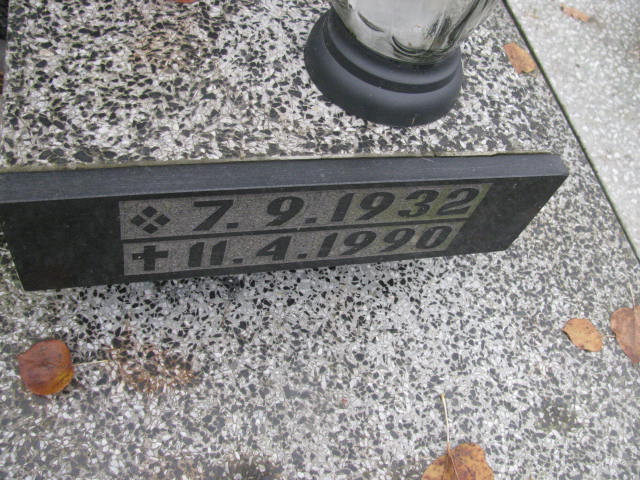 ❖ 7. 9. 1932
✝ 11. 4. 1990